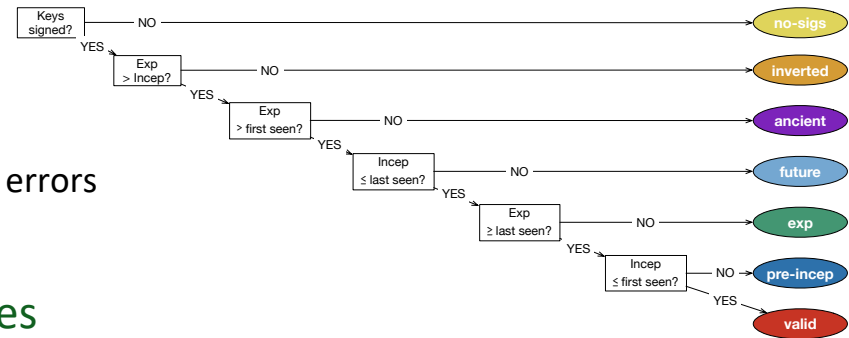 Keys
signed?
NO
no-sigs
YES
Exp
> Incep?
NO
inverted
YES
Exp
> first seen?
NO
ancient
YES
errors
Incep
≤ last seen?
NO
future
YES
Exp
≥ last seen?
NO
exp
YES
Incep
≤ first seen?
NO
pre-incep
YES
es
valid